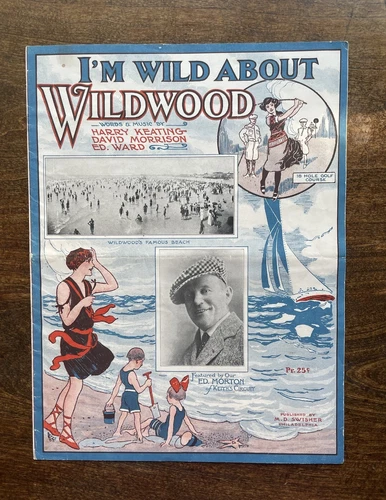 I'M WILD ABOUT
WILDWOOD
WORDS & MUSIC BY
HARRY KEATING
DAVID MORRISON
ED. WARD
18 HOLE GOLF
COURSE
WILDWOOD'S FAMOUS BEACH
Featured by Our
ED. MORTON
of KEITH'S CIRCUIT
Pr. 25¢
PUBLISHED BY
M.D. SWISHER
PHILADELPHIA